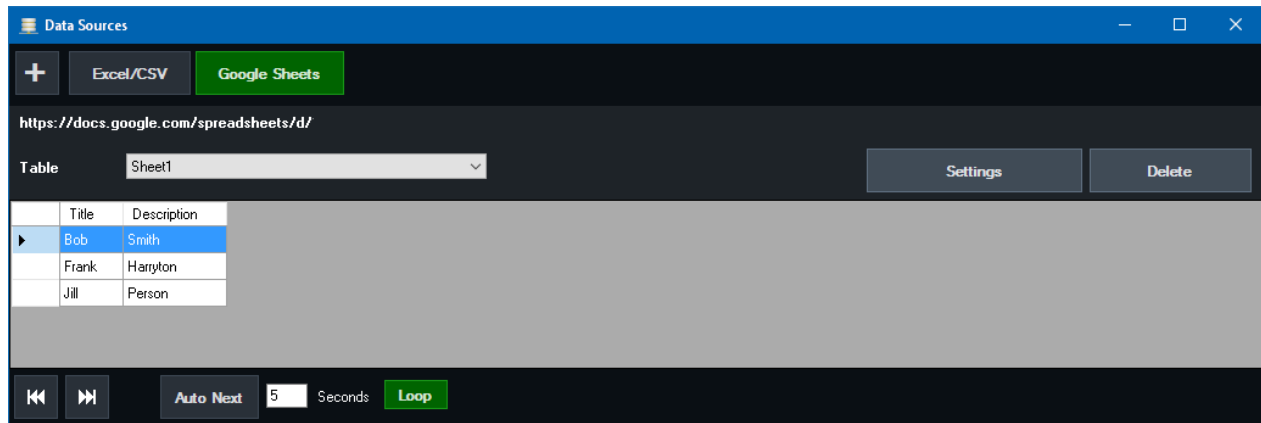 Data Sources
+ Excel/CSV Google Sheets
https://docs.google.com/spreadsheets/d/
Table Sheet1 Settings Delete
Title Description
Bob Smith
Frank Harryton
Jill Person
Auto Next 5 Seconds Loop